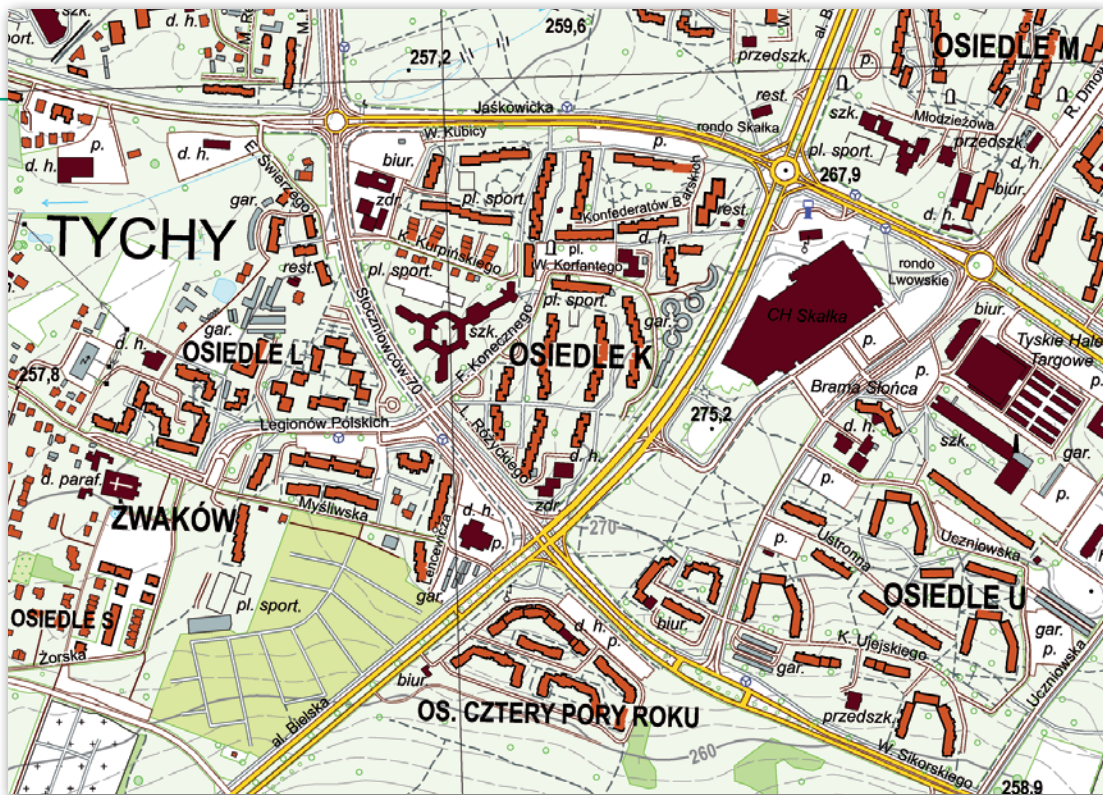 szk.
sport.
M. R
M. F
257,2
259,6
przedszk.
al. B
p.
OSIEDLE M
W.
p.
rest.
R. Dmow
Jaśkowicka
W. Kubicy
rondo Skałka
szk.
Młodzieżowa
przedszk.
d. h.
p.
d. h.
d. h.
E. Świerzego
biur.
p.
pl. sport.
267,9
biur.
gar.
zdr.
pl. sport.
Konfederatów Barskich
rest.
d. h.
TYCHY
K. Kurpińskiego
d. h.
pl.
W. Korfantego
rondo
Lwowskie
rest.
pl. sport.
h.
Stoczniowców 70
pl. sport.
gar.
CH Skałka
biur.
gar.
szk.
F. Konecznego
p.
Tyskie Hale
Targowe
d. h.
OSIEDLE L
OSIEDLE K
p.
p.
257,8
Brama Słońca
275,2
Legionów Polskich
L. Różyckiego
d. h.
szk.
d. h.
gar.
d. paraf.
p.
p.
Myśliwska
zdr.
ŻWAKÓW
d. h.
270
Lencewicza
p.
p.
Ustronna
Uczniowska
gar.
OSIEDLE U
pl. sport.
OSIEDLE S
d. h.
biur.
gar.
p.
p.
K. Ujejskiego
Żorska
gar.
biur.
Uczniowska
OS. CZTERY PORY ROKU
przedszk.
al. Bielska
260
W. Sikorskiego
258,9